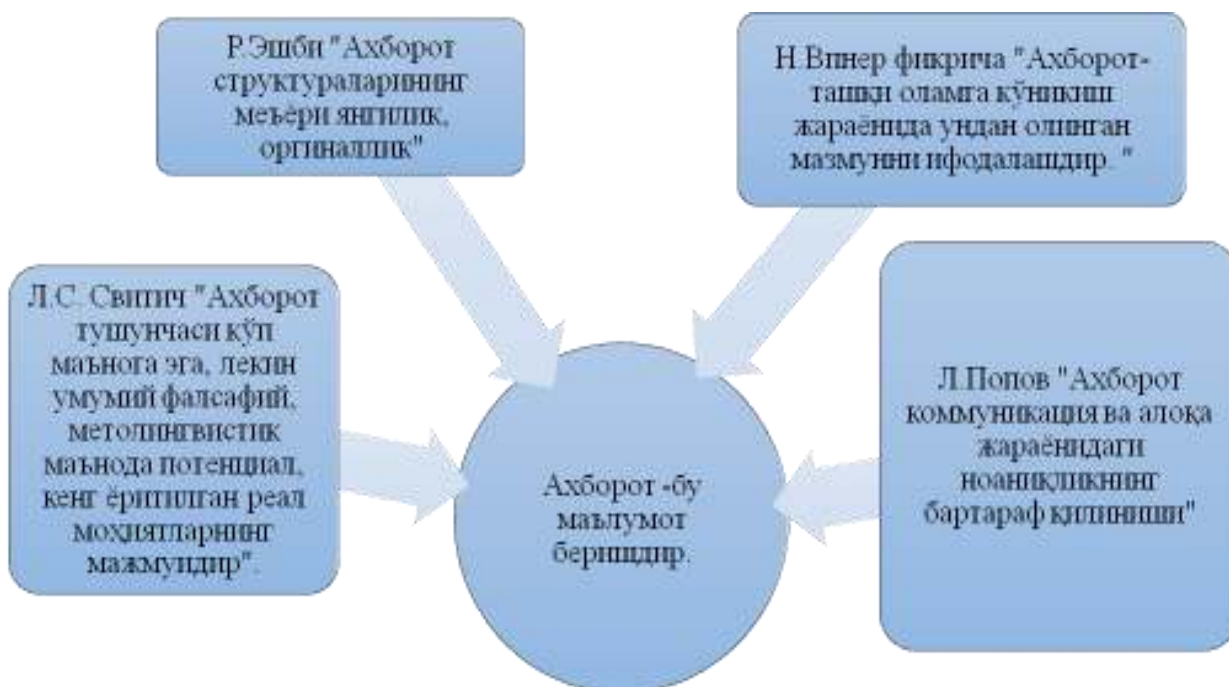 Р.Эшби "Ахборот
структураларининг
меъёри янгилик,
оргиналлик"
Н.Винер фикрича "Ахборот-
ташқи оламга кўникиш
жараёнида ундан олинган
мазмунни ифодалашдир. "
Л.С. Свитич "Ахборот
тушунчаси кўп
маънога эга, лекин
умумий фалсафий,
метолингвистик
маънода потенциал,
кенг ёритилган реал
моҳиятларнинг
мажмуидир".
Л.Попов "Ахборот
коммуникация ва алоқа
жараёнидаги
ноаниқликнинг
бартараф қилиниши"
Ахборот -бу
маълумот
беришдир.